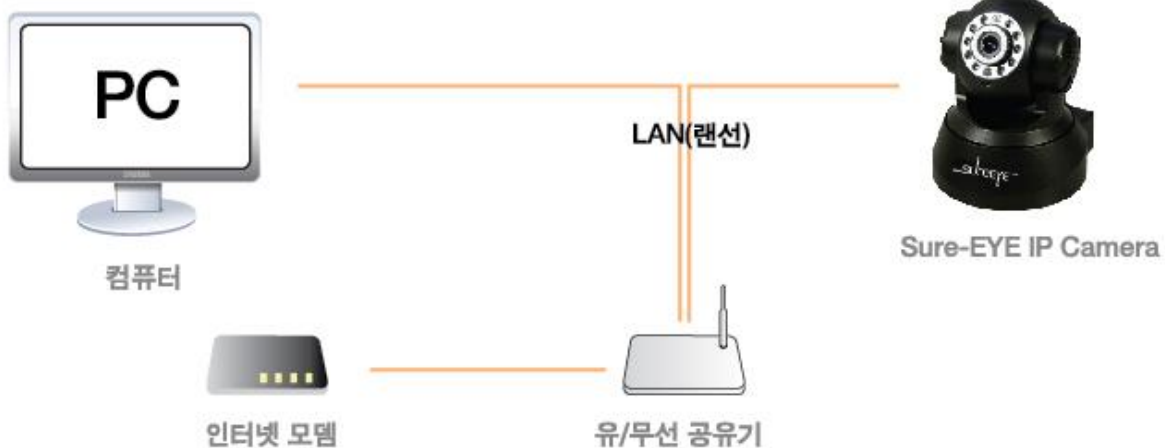 PC
LAN(랜선)
컴퓨터
Sure-EYE IP Camera
인터넷 모뎀
유/무선 공유기